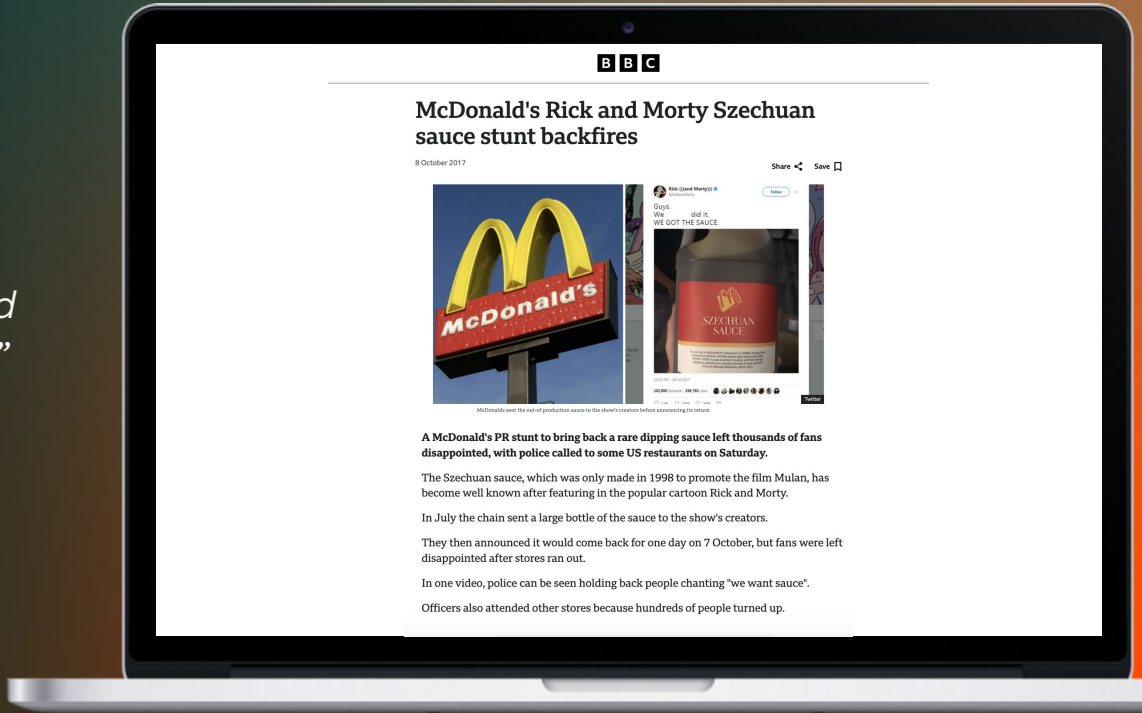 d
”
BBC
McDonald's Rick and Morty Szechuan
sauce stunt backfires
8 October 2017
Share
Save
McDonald's
Rick (((and Morty)))
@RickandMorty
Follow
Guys.
We did it.
WE GOT THE SAUCE.
SZECHUAN
SAUCE
Twitter
McDonalds sent the out-of production sauce to the show's creators before announcing its return
A McDonald's PR stunt to bring back a rare dipping sauce left thousands of fans
disappointed, with police called to some US restaurants on Saturday.
The Szechuan sauce, which was only made in 1998 to promote the film Mulan, has
become well known after featuring in the popular cartoon Rick and Morty.
In July the chain sent a large bottle of the sauce to the show's creators.
They then announced it would come back for one day on 7 October, but fans were left
disappointed after stores ran out.
In one video, police can be seen holding back people chanting "we want sauce".
Officers also attended other stores because hundreds of people turned up.